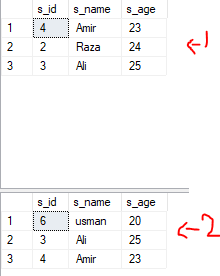 s_id s_name s_age
1 4 Amir 23
2 2 Raza 24
3 3 Ali 25
←1
s_id s_name s_age
1 6 usman 20
2 3 Ali 25
3 4 Amir 23
←2